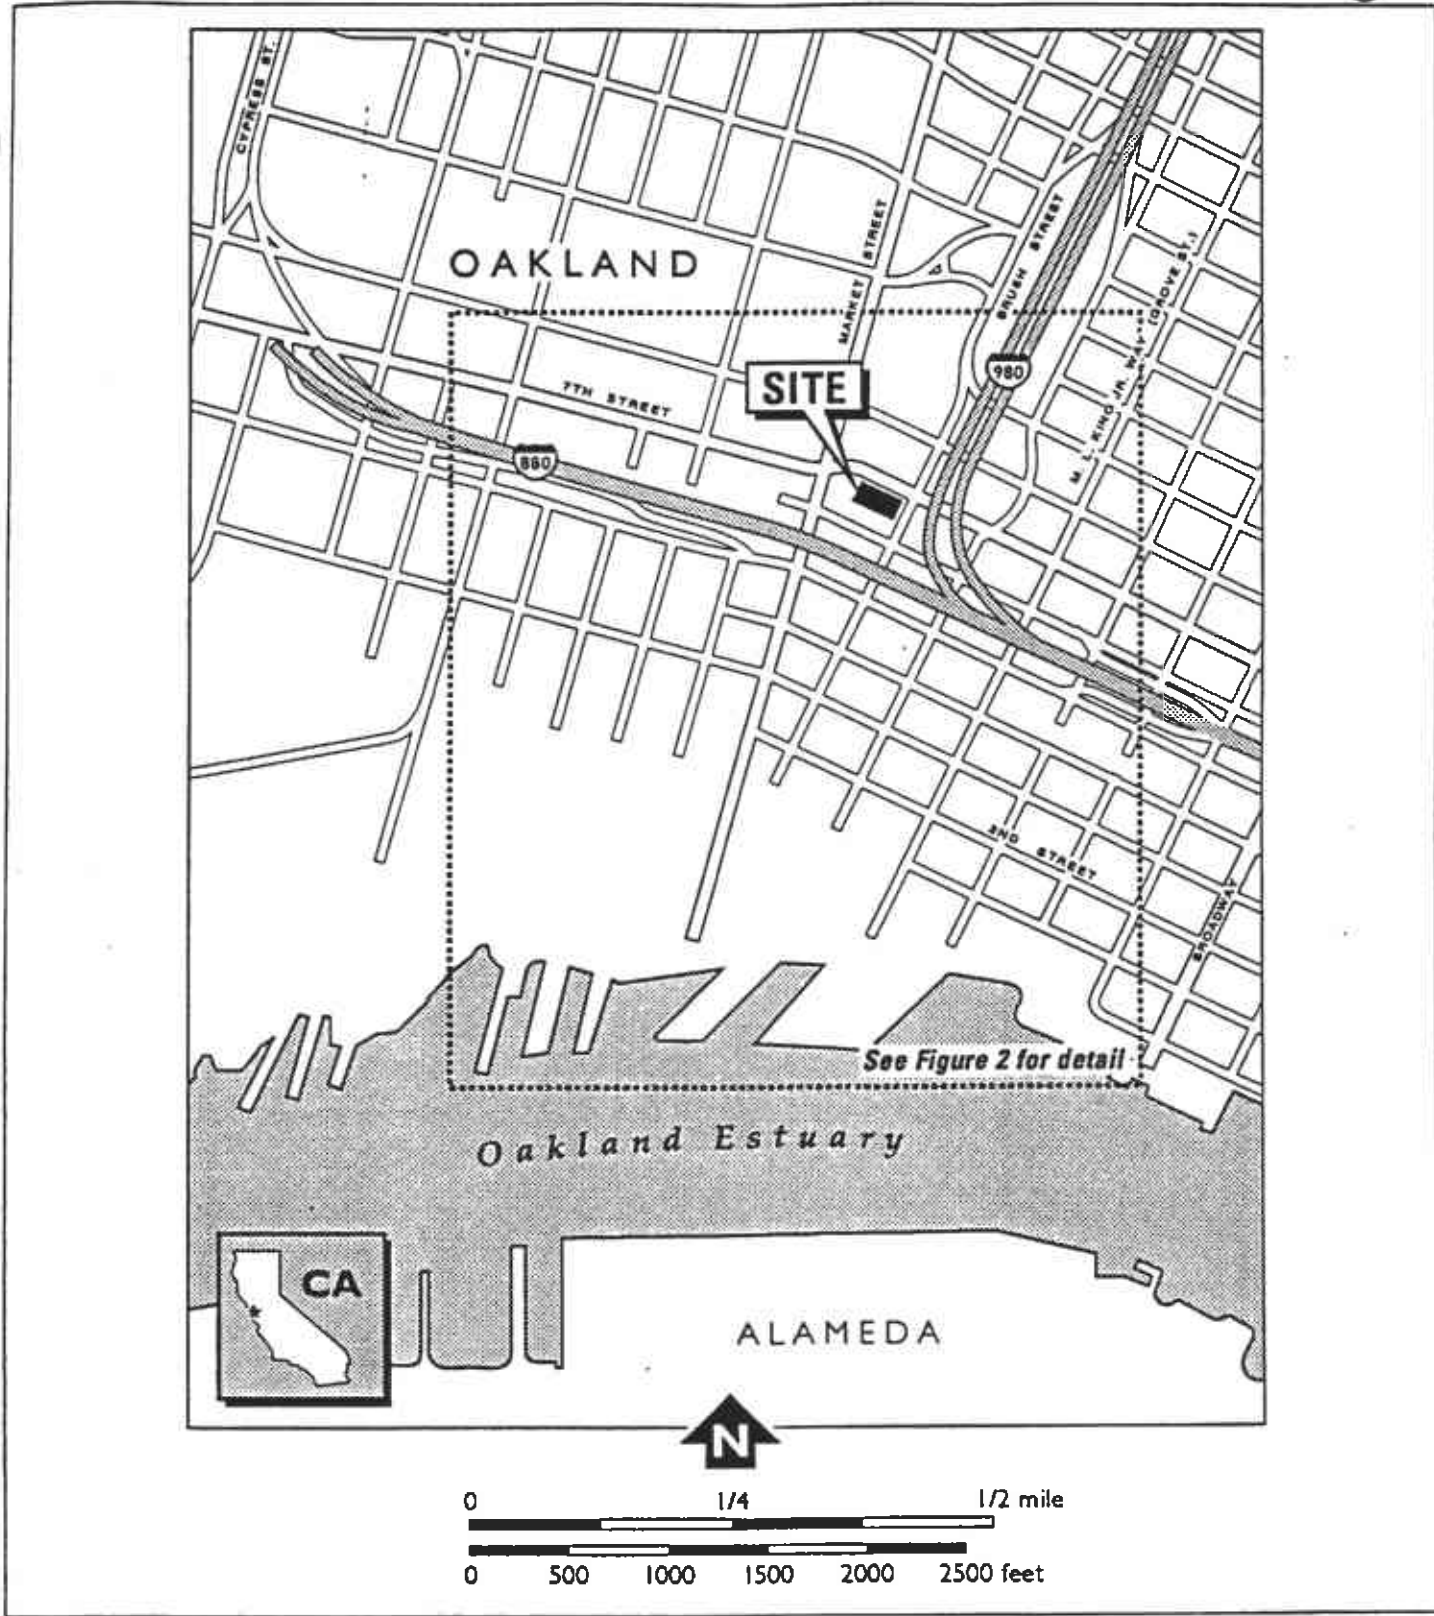 CYPRESS ST.
OAKLAND
MARKET STREET
BRUSH STREET
M. L. KING JR. WAY (GROVE ST.)
980
SITE
7TH STREET
880
2ND STREET
BROADWAY
See Figure 2 for detail
Oakland Estuary
CA
*
ALAMEDA
N
0 1/4 1/2 mile
0 500 1000 1500 2000 2500 feet